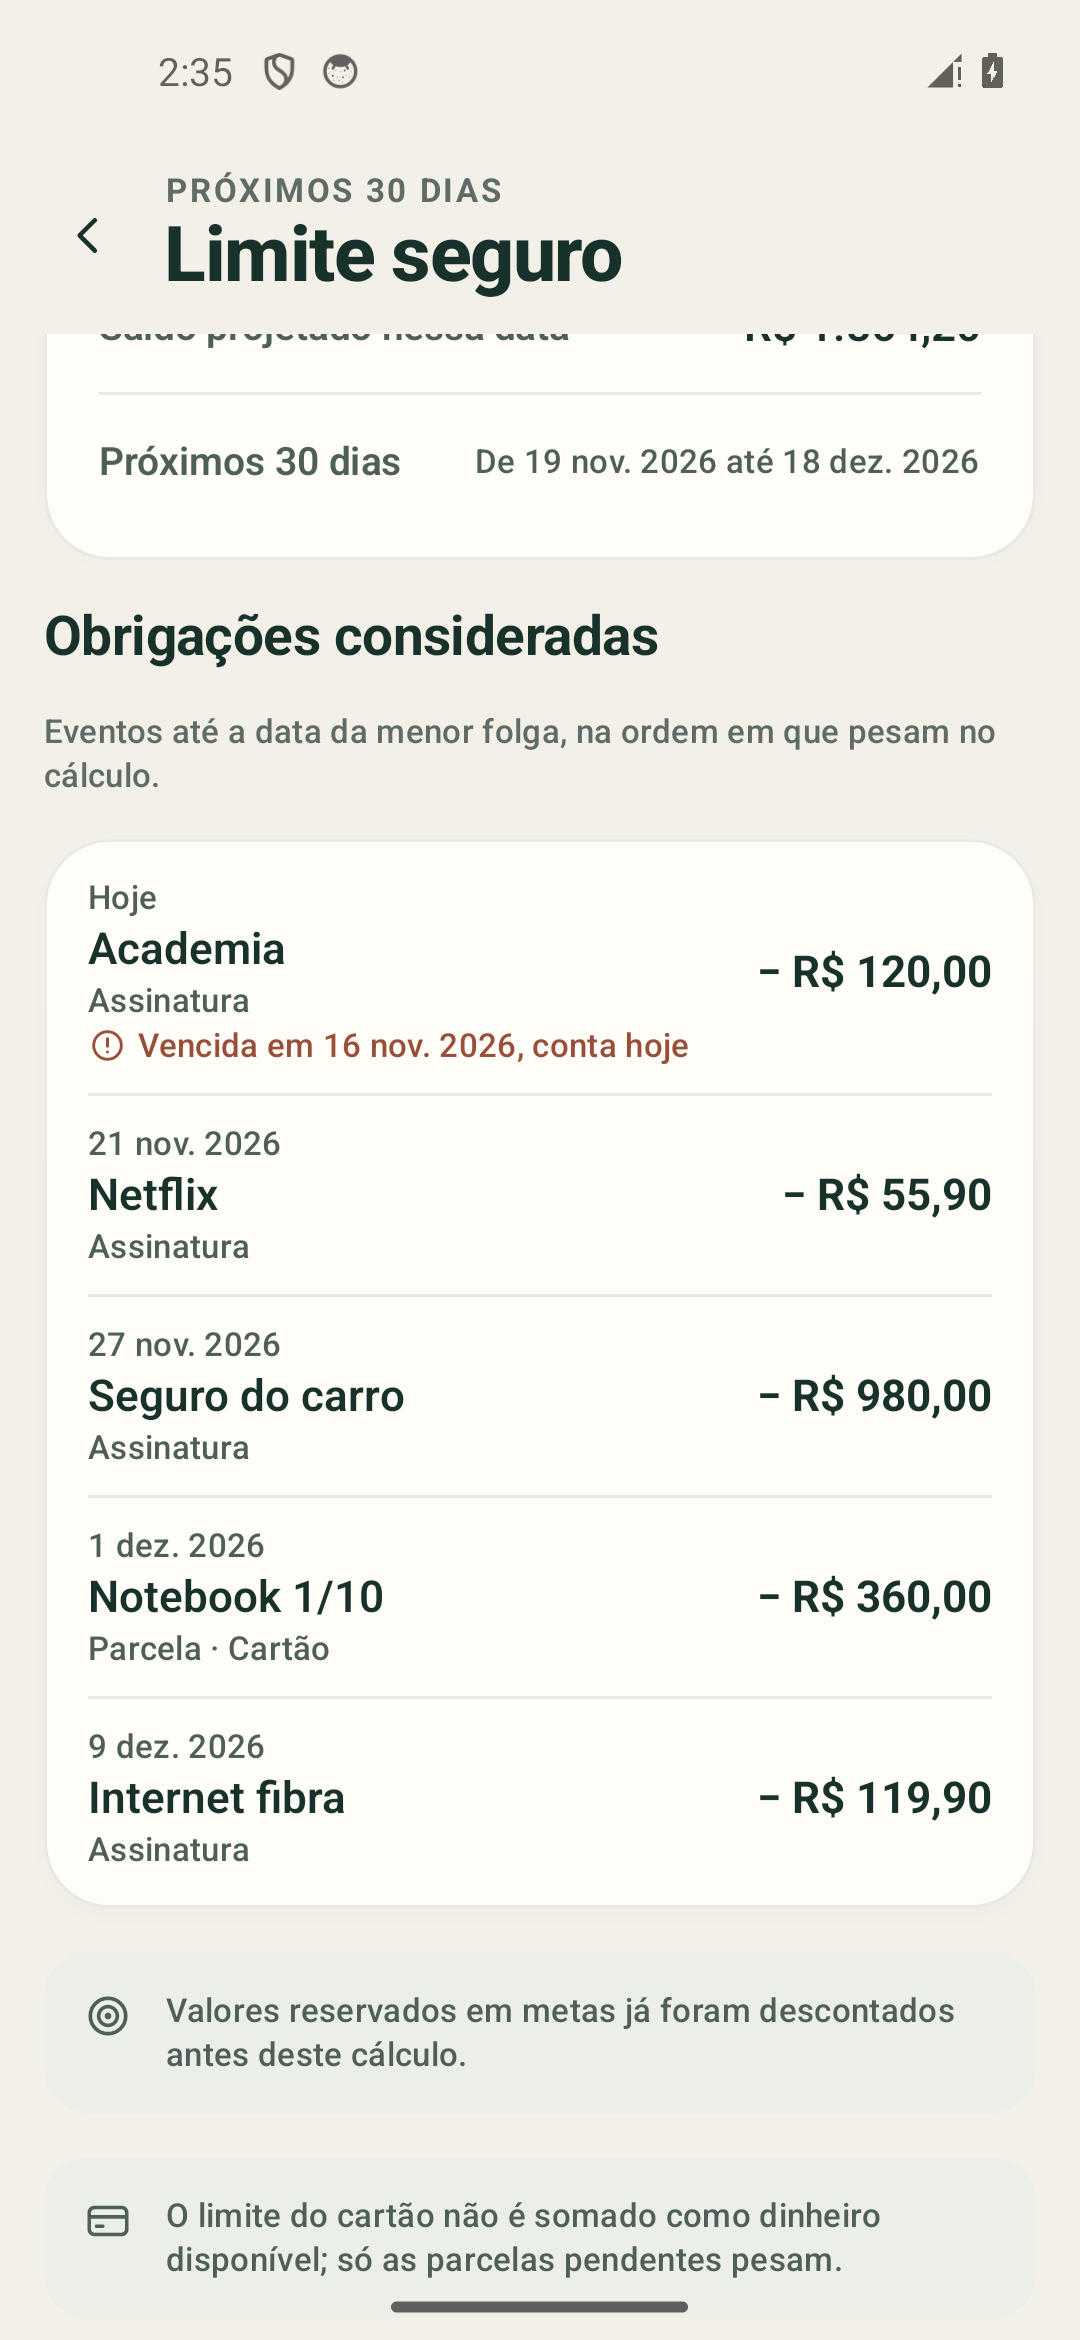 2:35
PRÓXIMOS 30 DIAS
Limite seguro
Saldo projetado nessa data
Próximos 30 dias
De 19 nov. 2026 até 18 dez. 2026
Obrigações consideradas
Eventos até a data da menor folga, na ordem em que pesam no
cálculo.
Hoje
Academia
− R$ 120,00
Assinatura
Vencida em 16 nov. 2026, conta hoje
21 nov. 2026
Netflix
− R$ 55,90
Assinatura
27 nov. 2026
Seguro do carro
− R$ 980,00
Assinatura
1 dez. 2026
Notebook 1/10
− R$ 360,00
Parcela · Cartão
9 dez. 2026
Internet fibra
− R$ 119,90
Assinatura
Valores reservados em metas já foram descontados
antes deste cálculo.
O limite do cartão não é somado como dinheiro
disponível; só as parcelas pendentes pesam.